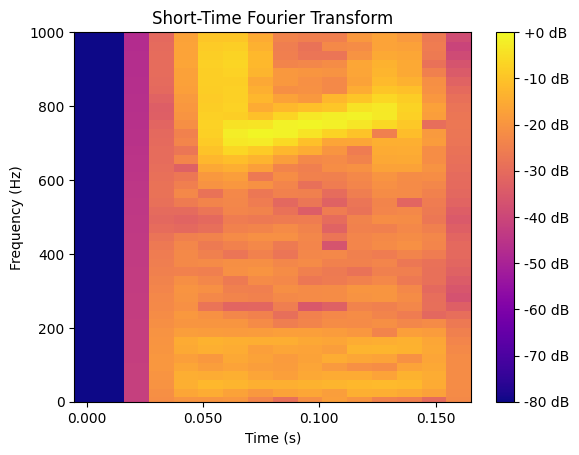 Short-Time Fourier Transform
1000
800
600
400
200
0
Frequency (Hz)
0.000
0.050
0.100
0.150
Time (s)
+0 dB
-10 dB
-20 dB
-30 dB
-40 dB
-50 dB
-60 dB
-70 dB
-80 dB